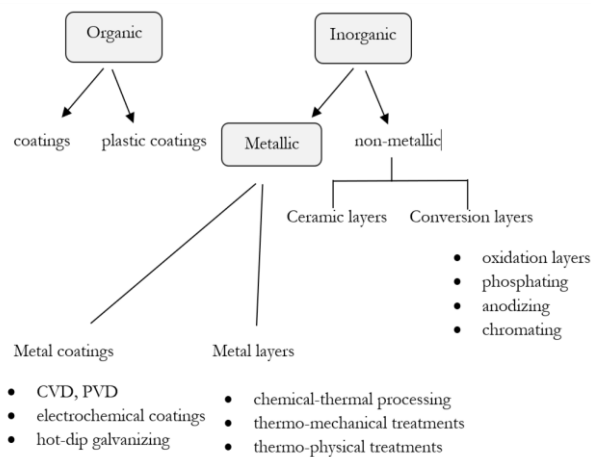 Organic
Inorganic
coatings
plastic coatings
Metallic
non-metallic
Ceramic layers
Conversion layers
• oxidation layers
• phosphating
• anodizing
• chromating
Metal coatings
Metal layers
• CVD, PVD
• electrochemical coatings
• hot-dip galvanizing
• chemical-thermal processing
• thermo-mechanical treatments
• thermo-physical treatments